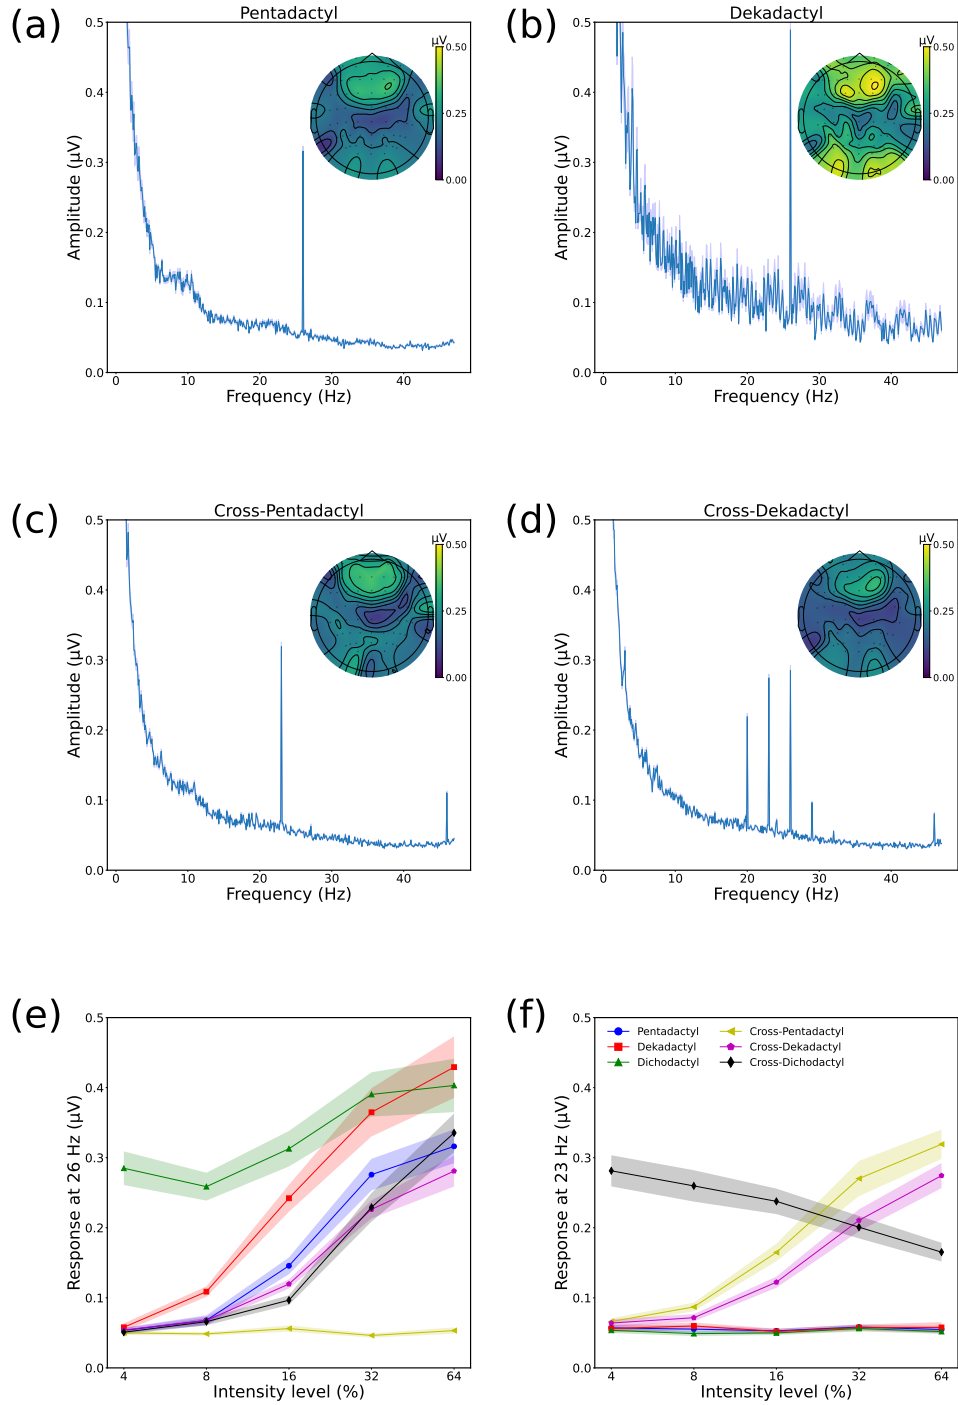 (a)
Pentadactyl
0.5
0.4
0.3
0.2
0.1
0.0
Amplitude (µV)
0
10
20
30
40
Frequency (Hz)
µV
0.50
0.25
0.00
(b)
Dekadactyl
0.5
0.4
0.3
0.2
0.1
0.0
Amplitude (µV)
0
10
20
30
40
Frequency (Hz)
µV
0.50
0.25
0.00
(c)
Cross-Pentadactyl
0.5
0.4
0.3
0.2
0.1
0.0
Amplitude (µV)
0
10
20
30
40
Frequency (Hz)
µV
0.50
0.25
0.00
(d)
Cross-Dekadactyl
0.5
0.4
0.3
0.2
0.1
0.0
Amplitude (µV)
0
10
20
30
40
Frequency (Hz)
µV
0.50
0.25
0.00
(e)
0.5
0.4
0.3
0.2
0.1
0.0
Response at 26 Hz (µV)
4
8
16
32
64
Intensity level (%)
(f)
0.5
0.4
0.3
0.2
0.1
0.0
Response at 23 Hz (µV)
Pentadactyl
Dekadactyl
Dichodactyl
Cross-Pentadactyl
Cross-Dekadactyl
Cross-Dichodactyl
4
8
16
32
64
Intensity level (%)